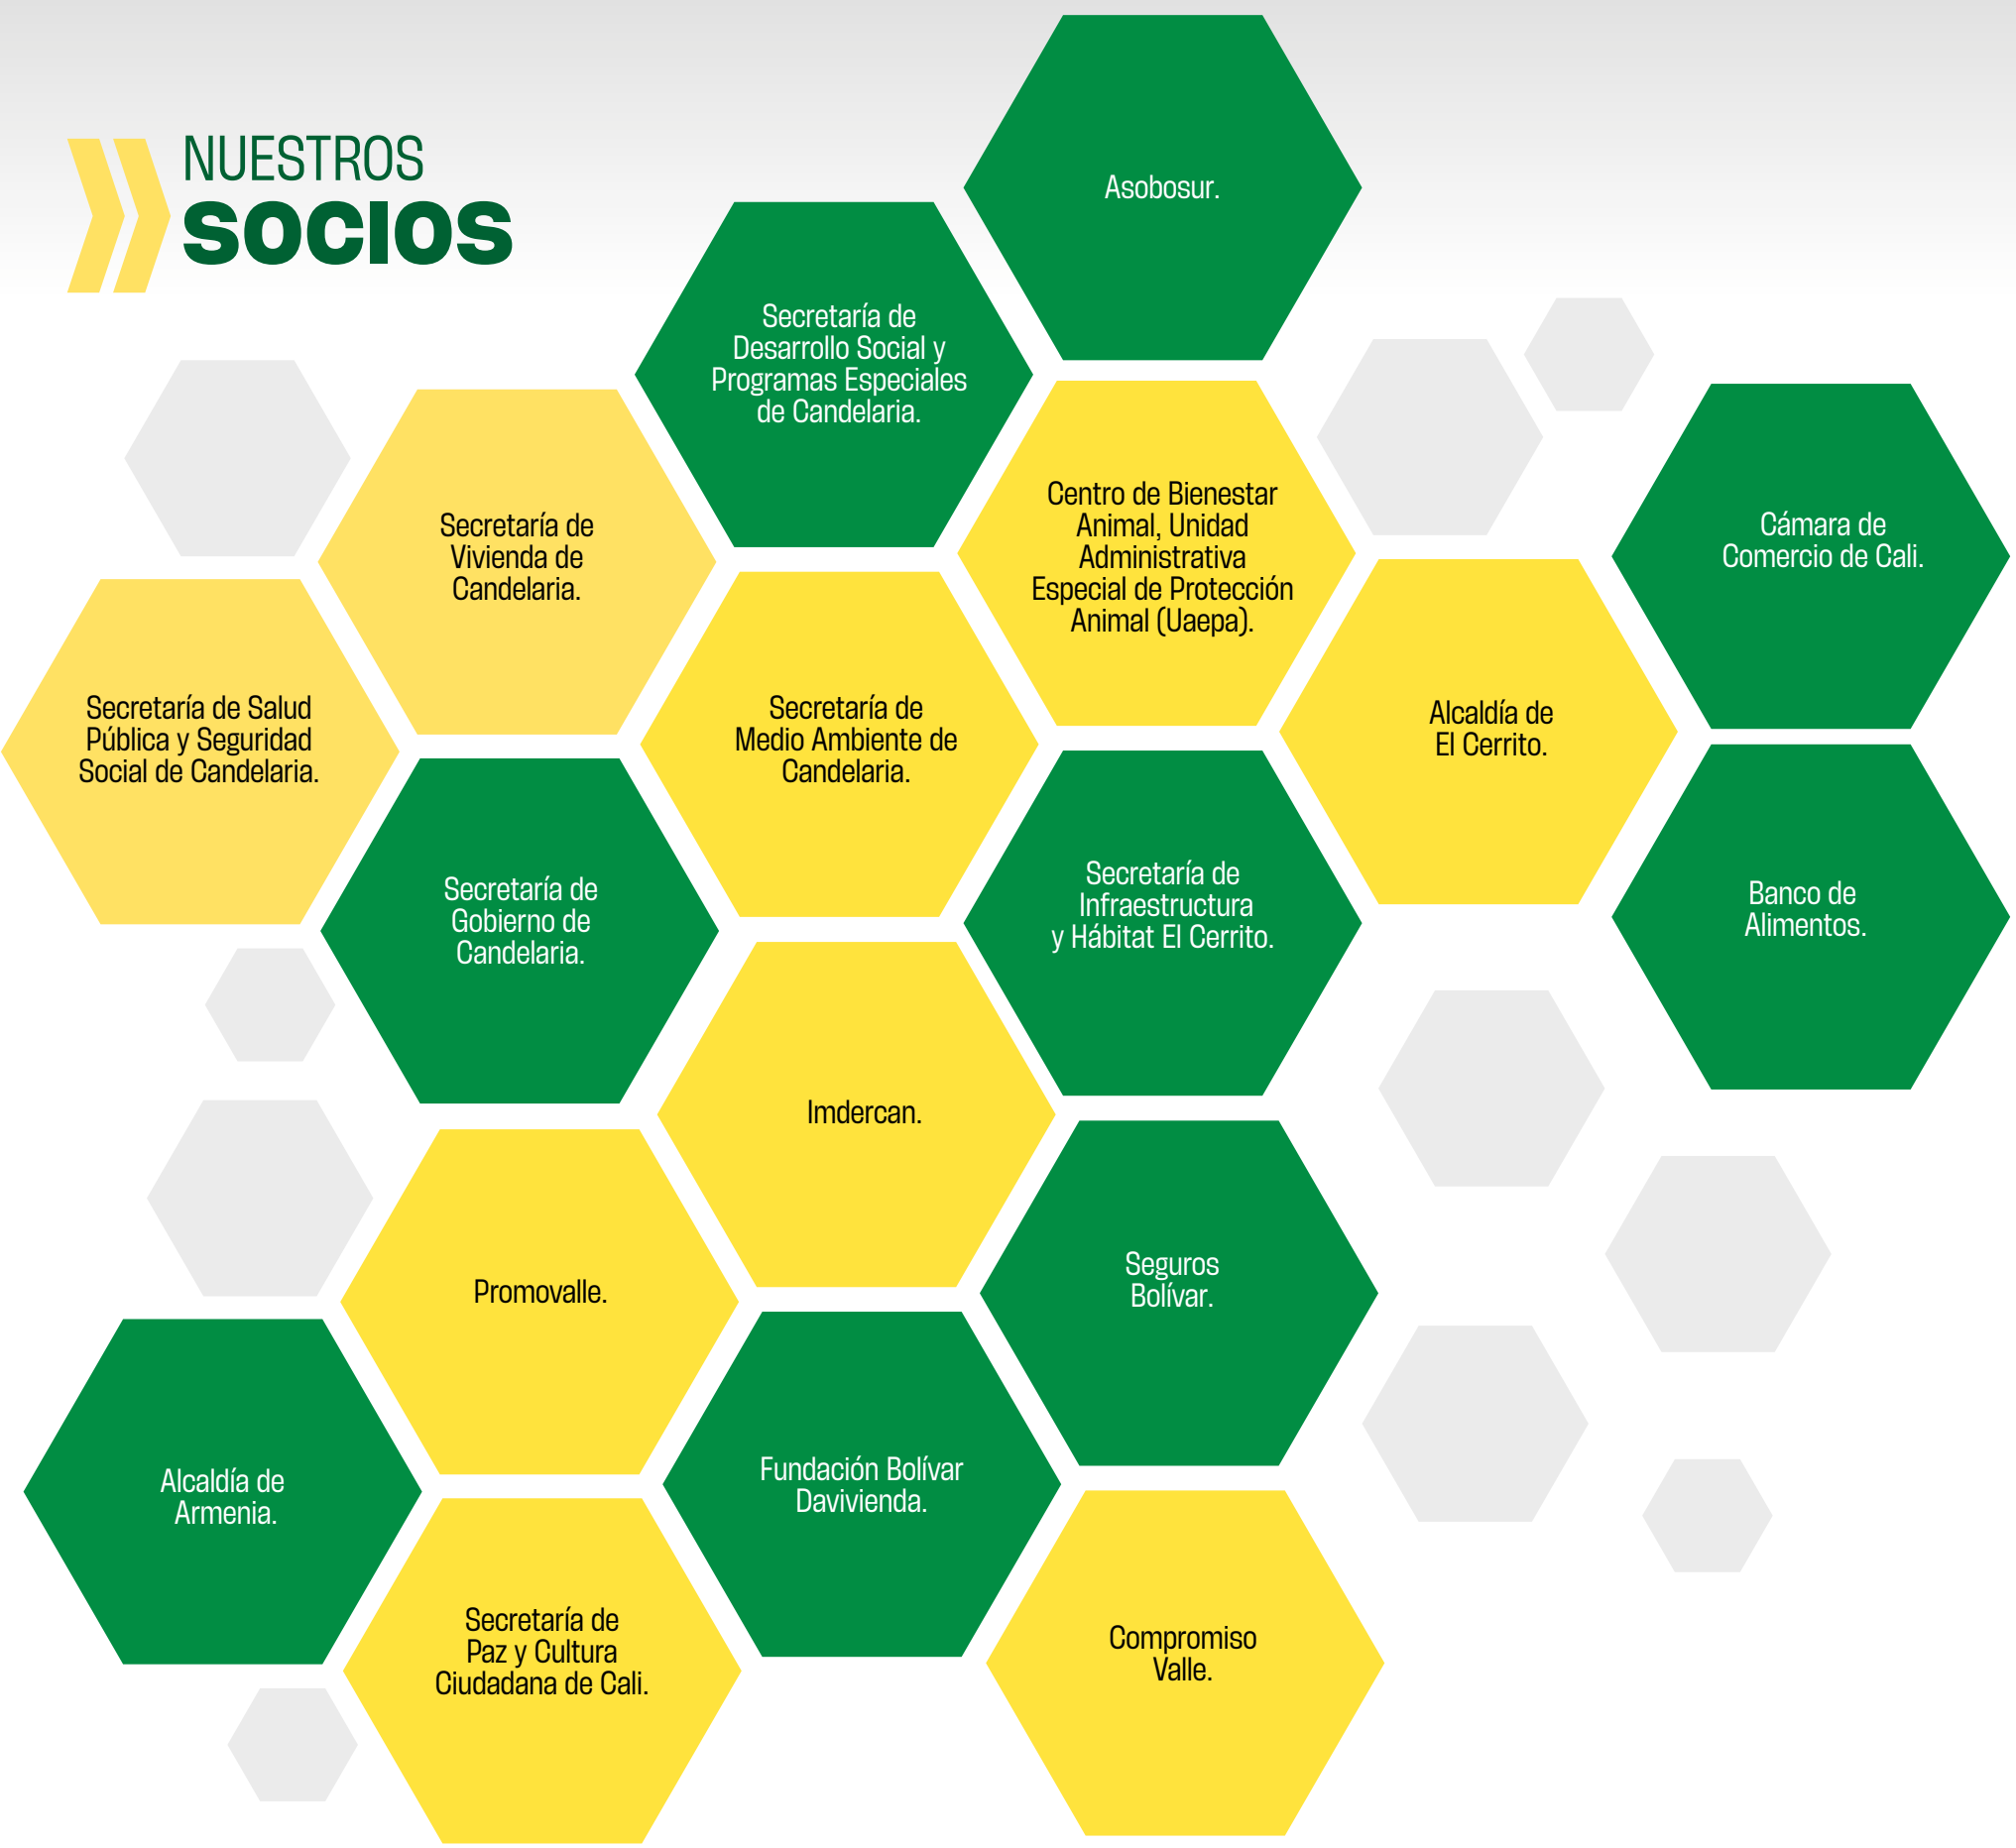 NUESTROS
socios
Asobosur.
Secretaría de
Desarrollo Social y
Programas Especiales
de Candelaria.
Secretaría de
Vivienda de
Candelaria.
Centro de Bienestar
Animal, Unidad
Administrativa
Especial de Protección
Animal (Uaepa).
Cámara de
Comercio de Cali.
Secretaría de Salud
Pública y Seguridad
Social de Candelaria.
Secretaría de
Medio Ambiente de
Candelaria.
Alcaldía de
El Cerrito.
Secretaría de
Gobierno de
Candelaria.
Secretaría de
Infraestructura
y Hábitat El Cerrito.
Banco de
Alimentos.
Imdercan.
Promovalle.
Seguros
Bolívar.
Alcaldía de
Armenia.
Fundación Bolívar
Davivienda.
Secretaría de
Paz y Cultura
Ciudadana de Cali.
Compromiso
Valle.